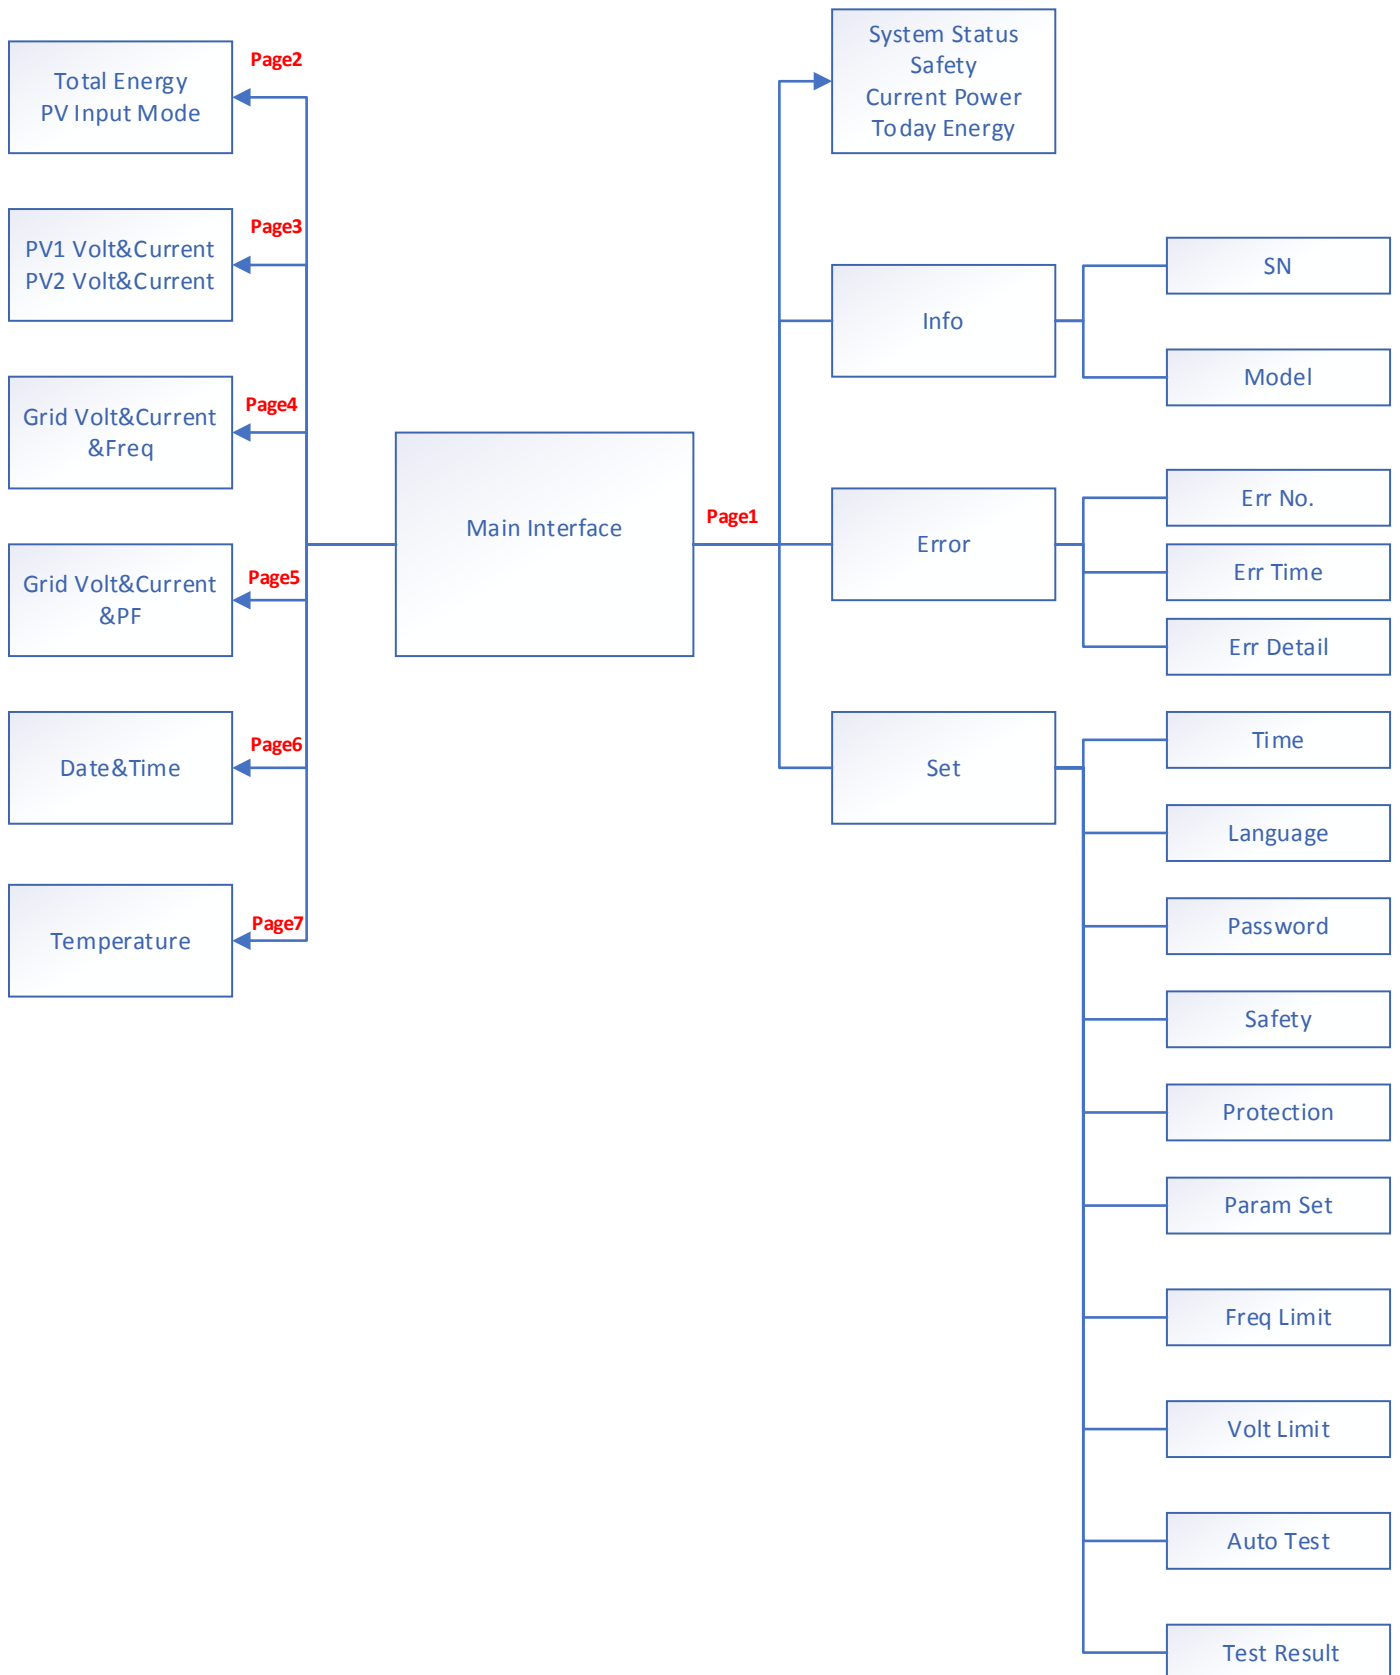 Page2
Total Energy
PV Input Mode
Page3
PV1 Volt&Current
PV2 Volt&Current
Page4
Grid Volt&Current
&Freq
Page5
Grid Volt&Current
&PF
Page6
Date&Time
Page7
Temperature
Main Interface
Page1
System Status
Safety
Current Power
Today Energy
Info
SN
Model
Error
Err No.
Err Time
Err Detail
Set
Time
Language
Password
Safety
Protection
Param Set
Freq Limit
Volt Limit
Auto Test
Test Result